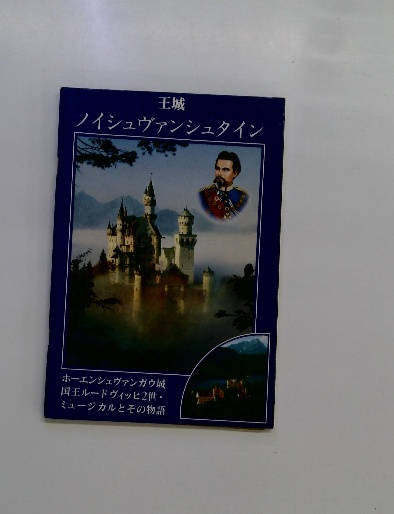 王城
ノイシュヴァンシュタイン
ホーエンシュヴァンガウ城
国王ルードヴィッヒ2世・
ミュージカルとその物語